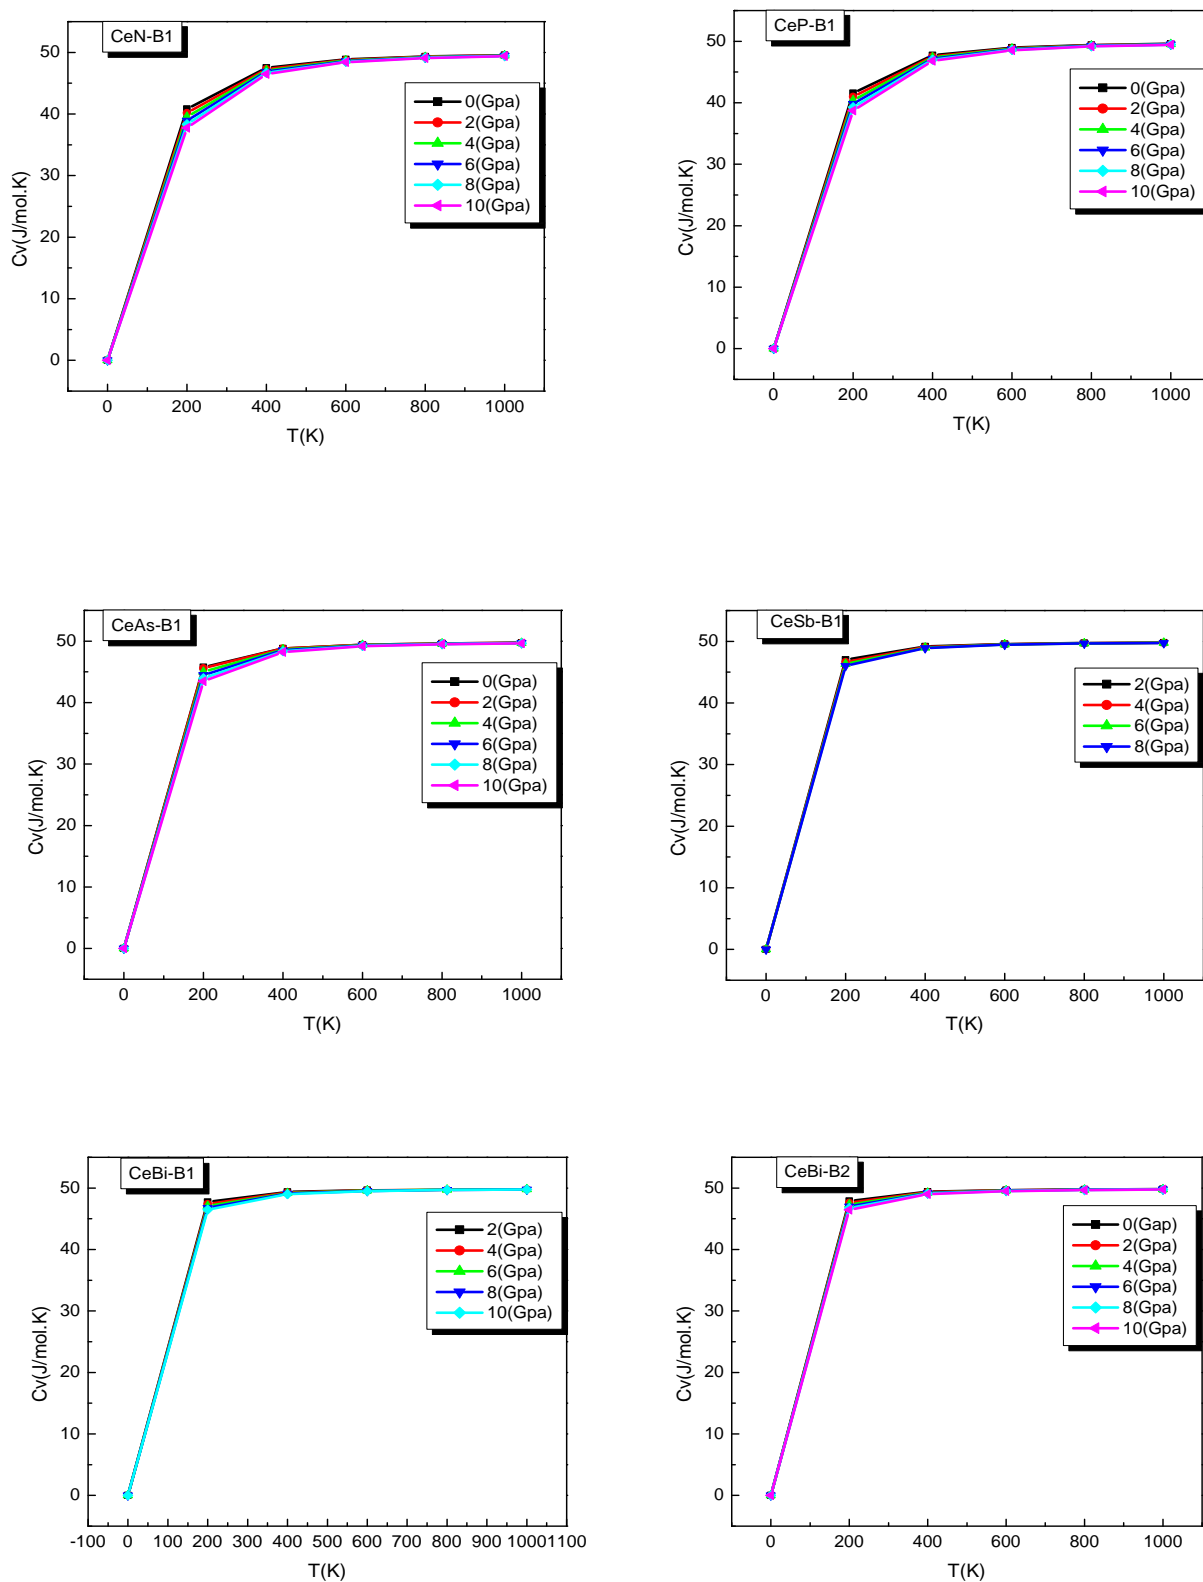 CeN-B1
50
40
30
20
10
0
Cv(J/mol.K)
0(Gpa)
2(Gpa)
4(Gpa)
6(Gpa)
8(Gpa)
10(Gpa)
0 200 400 600 800 1000
T(K)
CeP-B1
50
40
30
20
10
0
Cv(J/mol.K)
0(Gpa)
2(Gpa)
4(Gpa)
6(Gpa)
8(Gpa)
10(Gpa)
0 200 400 600 800 1000
T(K)
CeAs-B1
50
40
30
20
10
0
Cv(J/mol.K)
0(Gpa)
2(Gpa)
4(Gpa)
6(Gpa)
8(Gpa)
10(Gpa)
0 200 400 600 800 1000
T(K)
CeSb-B1
50
40
30
20
10
0
Cv(J/mol.K)
2(Gpa)
4(Gpa)
6(Gpa)
8(Gpa)
0 200 400 600 800 1000
T(K)
CeBi-B1
50
40
30
20
10
0
Cv(J/mol.K)
2(Gpa)
4(Gpa)
6(Gpa)
8(Gpa)
10(Gpa)
-100 0 100 200 300 400 500 600 700 800 900 1000 1100
T(K)
CeBi-B2
50
40
30
20
10
0
Cv(J/mol.K)
0(Gap)
2(Gpa)
4(Gpa)
6(Gpa)
8(Gpa)
10(Gpa)
0 200 400 600 800 1000
T(K)